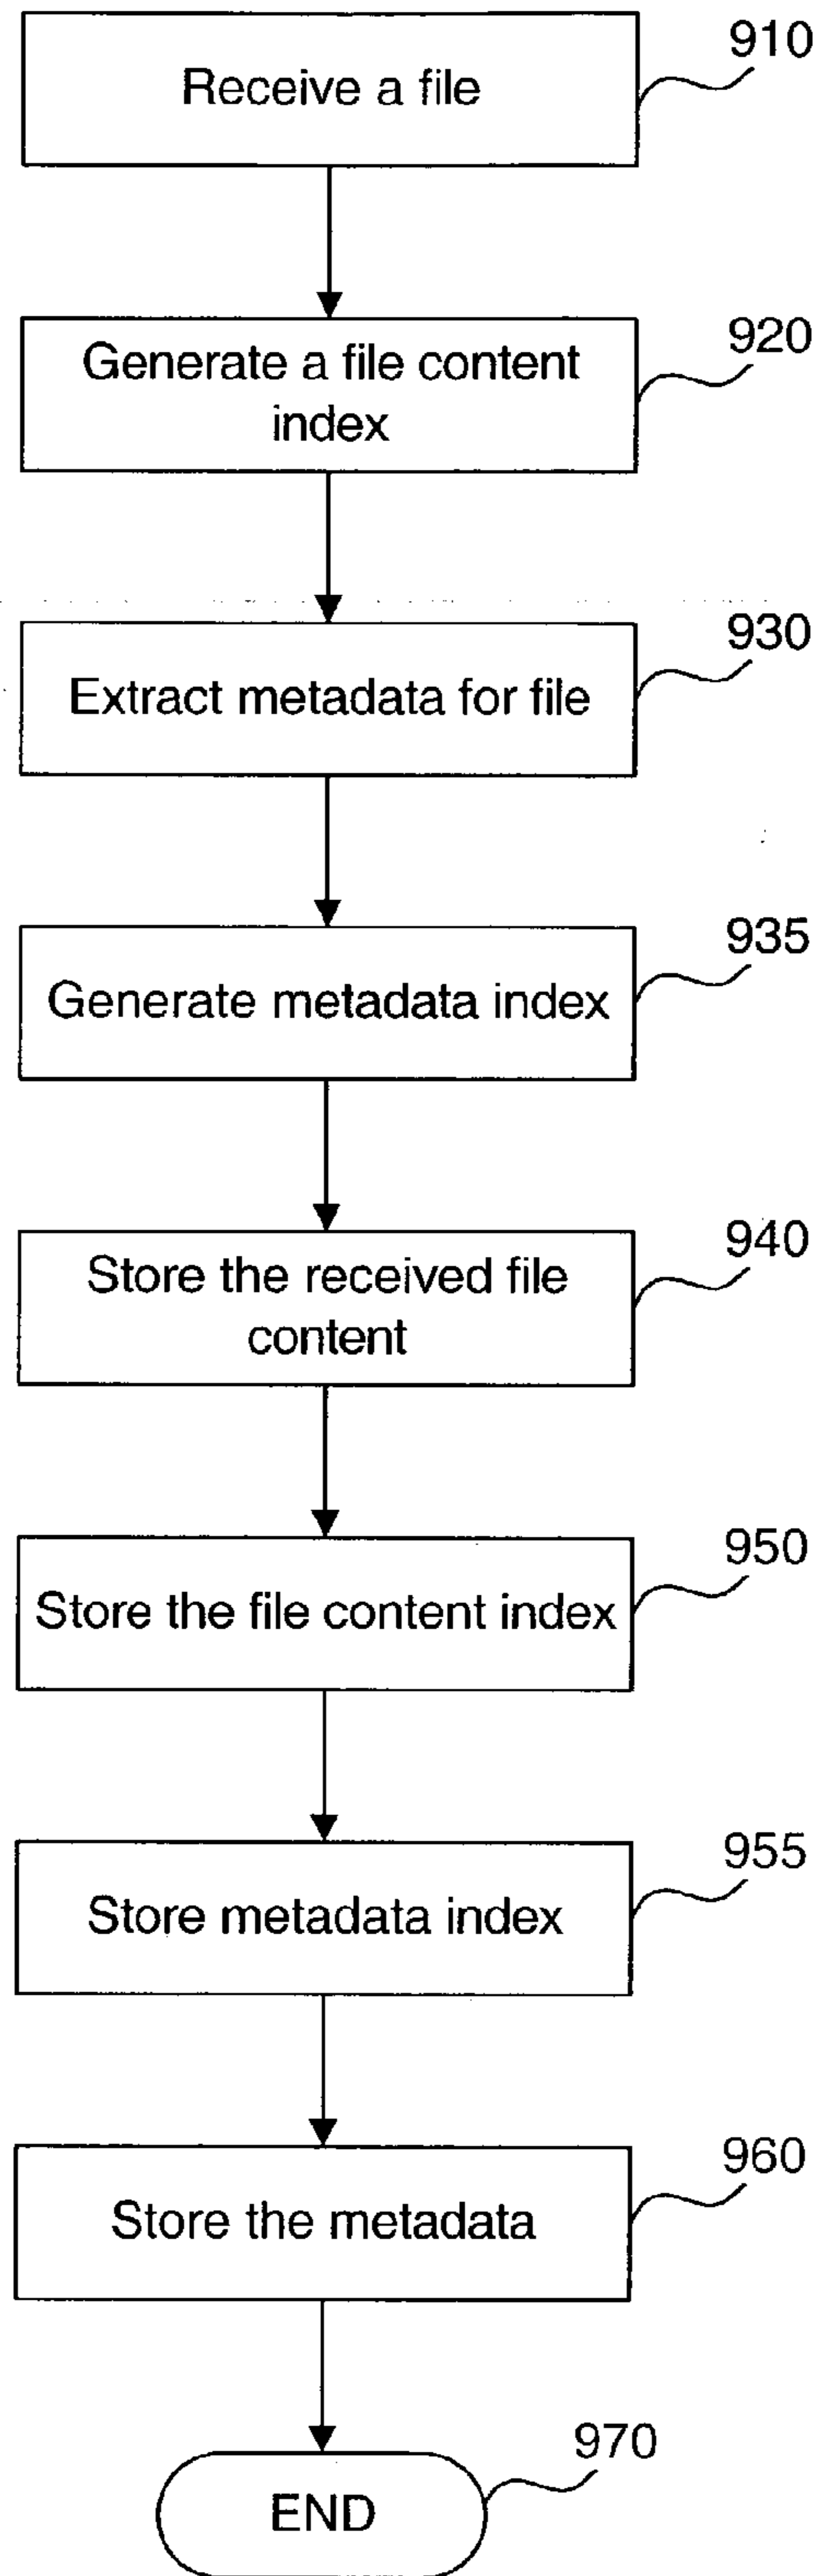 Receive a file
910
Generate a file content
index
920
Extract metadata for file
930
Generate metadata index
935
Store the received file
content
940
Store the file content index
950
Store metadata index
955
Store the metadata
960
END
970